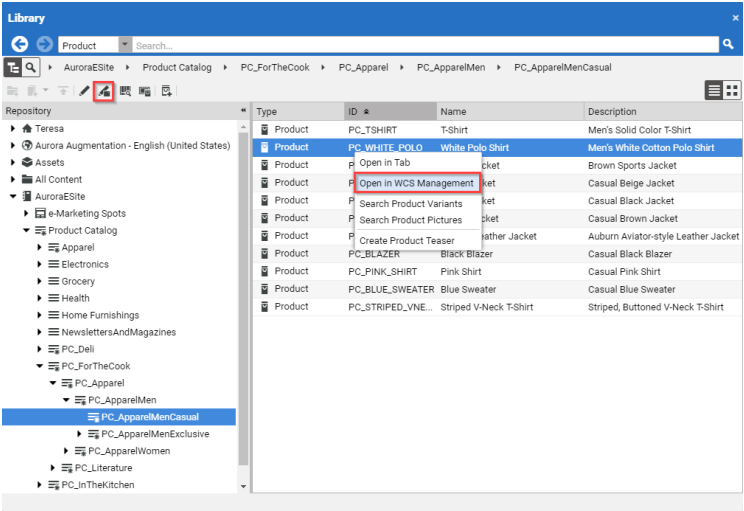 Library
Product Search...
AuroraESite Product Catalog PC_ForTheCook PC_Apparel PC_ApparelMen PC_ApparelMenCasual
Repository
Teresa
Aurora Augmentation - English (United States)
Assets
All Content
AuroraESite
e-Marketing Spots
Product Catalog
Apparel
Electronics
Grocery
Health
Home Furnishings
NewslettersAndMagazines
PC_Deli
PC_ForTheCook
PC_Apparel
PC_ApparelMen
PC_ApparelMenCasual
PC_ApparelMenExclusive
PC_ApparelWomen
PC_Literature
PC_InTheKitchen
Type ID Name Description
Product PC_TSHIRT T-Shirt Men's Solid Color T-Shirt
Product PC_WHITE_POLO White Polo Shirt Men's White Cotton Polo Shirt
Product Brown Sports Jacket
Product Casual Beige Jacket
Product Casual Black Jacket
Product Casual Brown Jacket
Product eather Jacket Auburn Aviator-style Leather Jacket
Product PC_BLAZER Black Blazer Casual Black Blazer
Product PC_PINK_SHIRT Pink Shirt Casual Pink Shirt
Product PC_BLUE_SWEATER Blue Sweater Casual Blue Sweater
Product PC_STRIPED_VNE... Striped V-Neck T-Shirt Striped, Buttoned V-Neck T-Shirt
Open in Tab
Open in WCS Management
Search Product Variants
Search Product Pictures
Create Product Teaser